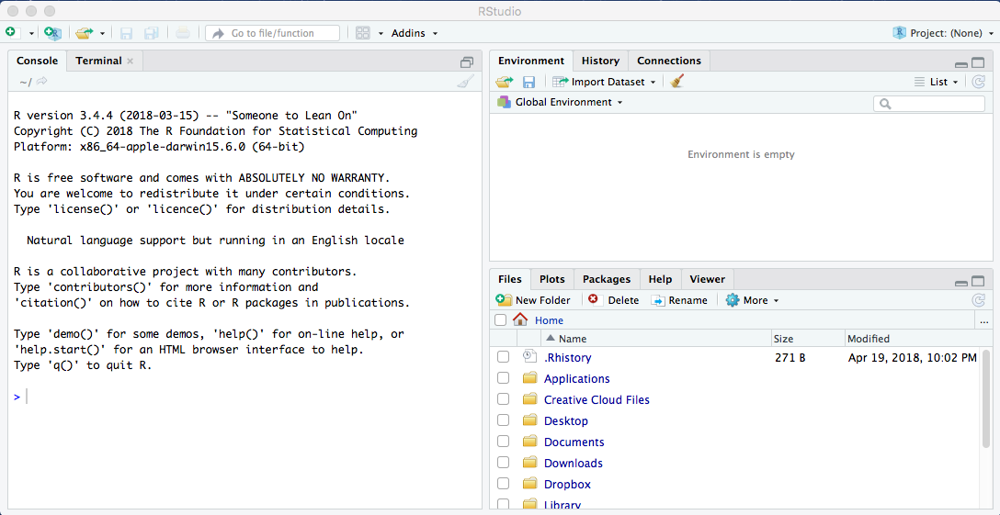 RStudio
Go to file/function
Addins
Project: (None)
Console Terminal
~/
R version 3.4.4 (2018-03-15) -- "Someone to Lean On"
Copyright (C) 2018 The R Foundation for Statistical Computing
Platform: x86_64-apple-darwin15.6.0 (64-bit)
R is free software and comes with ABSOLUTELY NO WARRANTY.
You are welcome to redistribute it under certain conditions.
Type 'license()' or 'licence()' for distribution details.
Natural language support but running in an English locale
R is a collaborative project with many contributors.
Type 'contributors()' for more information and
'citation()' on how to cite R or R packages in publications.
Type 'demo()' for some demos, 'help()' for on-line help, or
'help.start()' for an HTML browser interface to help.
Type 'q()' to quit R.
>
Environment History Connections
Import Dataset List
Global Environment
Environment is empty
Files Plots Packages Help Viewer
New Folder Delete Rename More
Home ...
Name Size Modified
.Rhistory 271 B Apr 19, 2018, 10:02 PM
Applications
Creative Cloud Files
Desktop
Documents
Downloads
Dropbox
Library